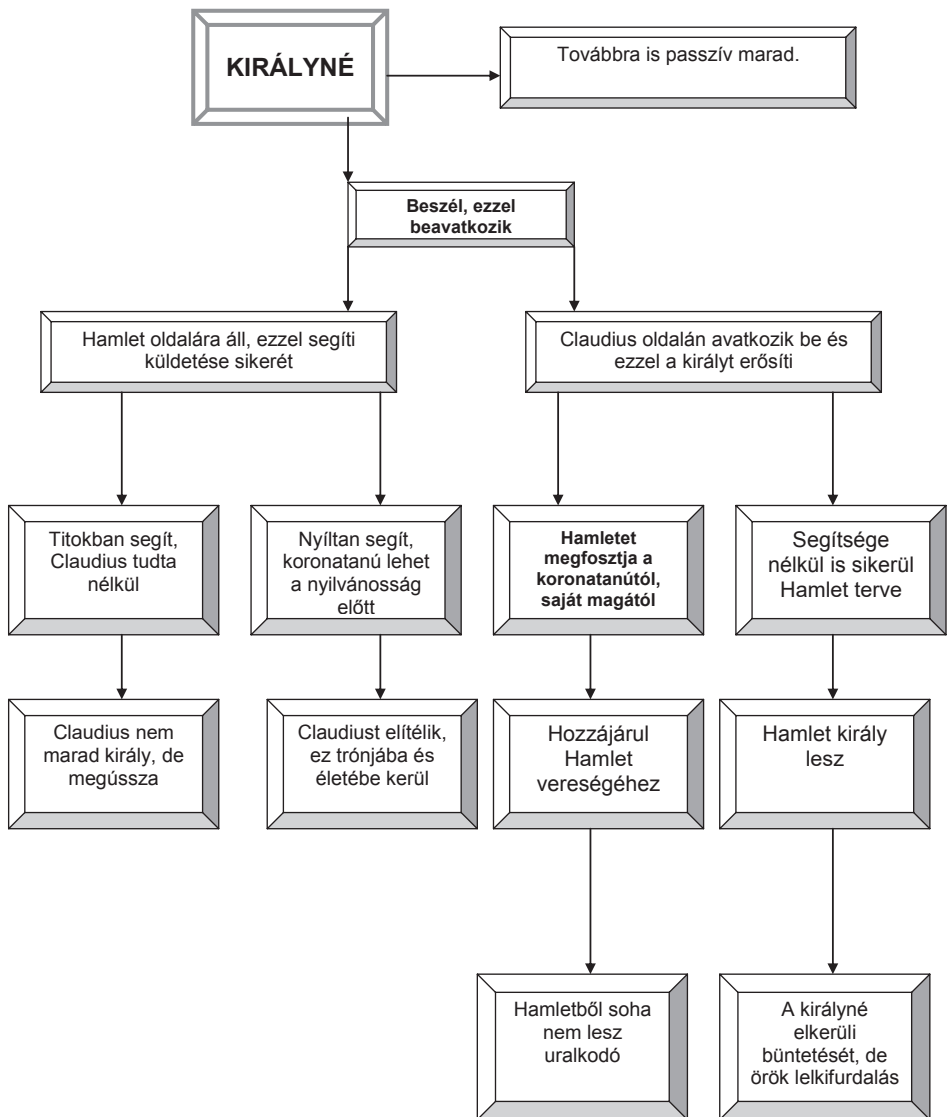 KIRÁLYNÉ
Továbbra is passzív marad.
Beszél, ezzel
beavatkozik
Hamlet oldalára áll, ezzel segíti
küldetése sikerét
Claudius oldalán avatkozik be és
ezzel a királyt erősíti
Titokban segít,
Claudius tudta
nélkül
Nyíltan segít,
koronatanú lehet
a nyilvánosság
előtt
Hamletet
megfosztja a
koronatanútól,
saját magától
Segítsége
nélkül is sikerül
Hamlet terve
Claudius nem
marad király, de
megússza
Claudiust elítélik,
ez trónjába és
életébe kerül
Hozzájárul
Hamlet
vereségéhez
Hamlet király
lesz
Hamletből soha
nem lesz
uralkodó
A királyné
elkerüli
büntetését, de
örök lelkifurdalás